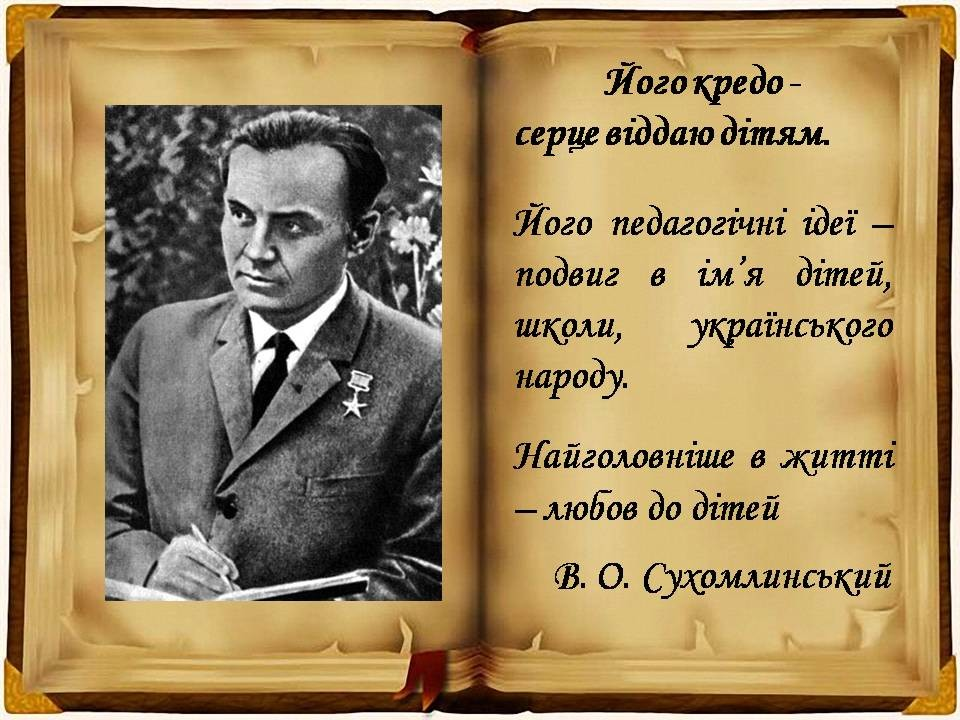 Його кредо -
серце віддаю дітям.
Його педагогічні ідеї –
подвиг в ім’я дітей,
школи, українського
народу.
Найголовніше в житті
– любов до дітей
В. О. Сухомлинський